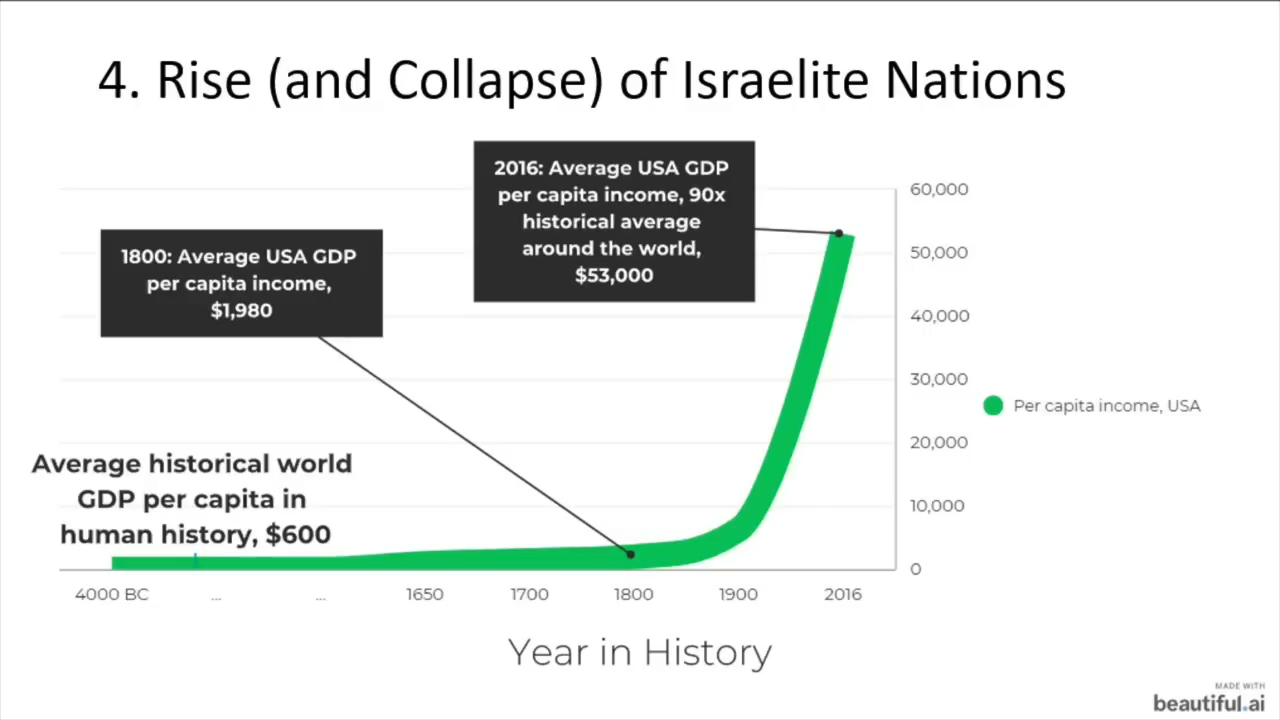 4. Rise (and Collapse) of Israelite Nations
2016: Average USA GDP
per capita income, 90x
historical average
around the world,
$53,000
1800: Average USA GDP
per capita income,
$1,980
Average historical world
GDP per capita in
human history, $600
60,000
50,000
40,000
30,000
20,000
10,000
0
Per capita income, USA
4000 BC ... ... 1650 1700 1800 1900 2016
Year in History
MADE WITH
beautiful.ai